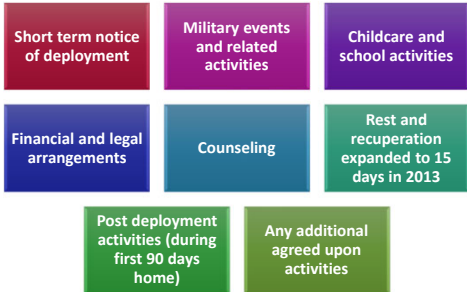 Short term notice
of deployment
Military events
and related
activities
Childcare and
school activities
Financial and legal
arrangements
Counseling
Rest and
recuperation
expanded to 15
days in 2013
Post deployment
activities (during
first 90 days
home)
Any additional
agreed upon
activities